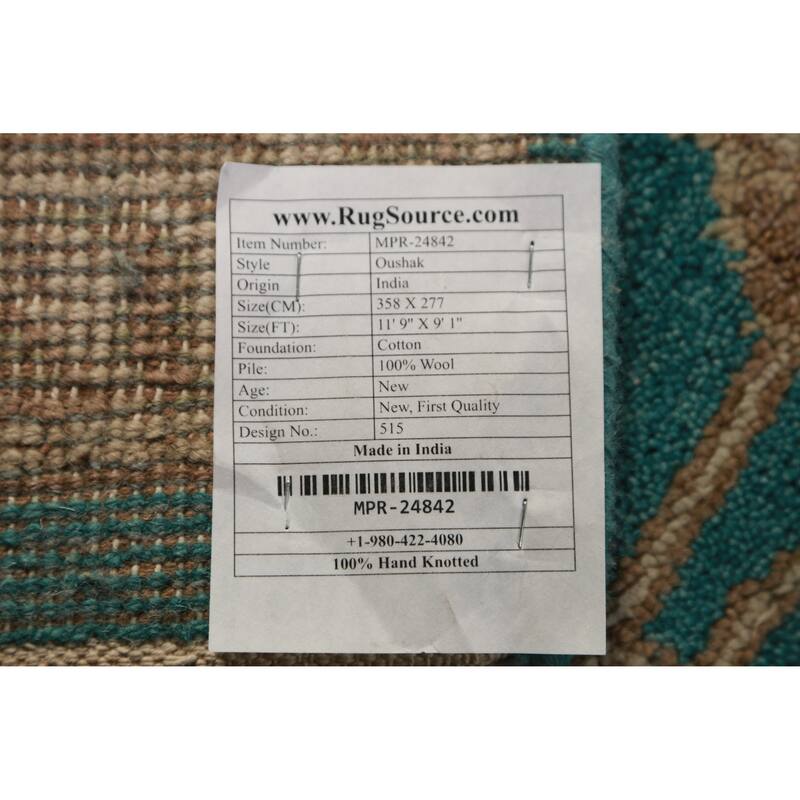 www.RugSource.com
Item Number: MPR-24842
Style Oushak
Origin India
Size(CM): 358 X 277
Size(FT): 11' 9" X 9' 1"
Foundation: Cotton
Pile: 100% Wool
Age: New
Condition: New, First Quality
Design No.: 515
Made in India
MPR-24842
+1-980-422-4080
100% Hand Knotted